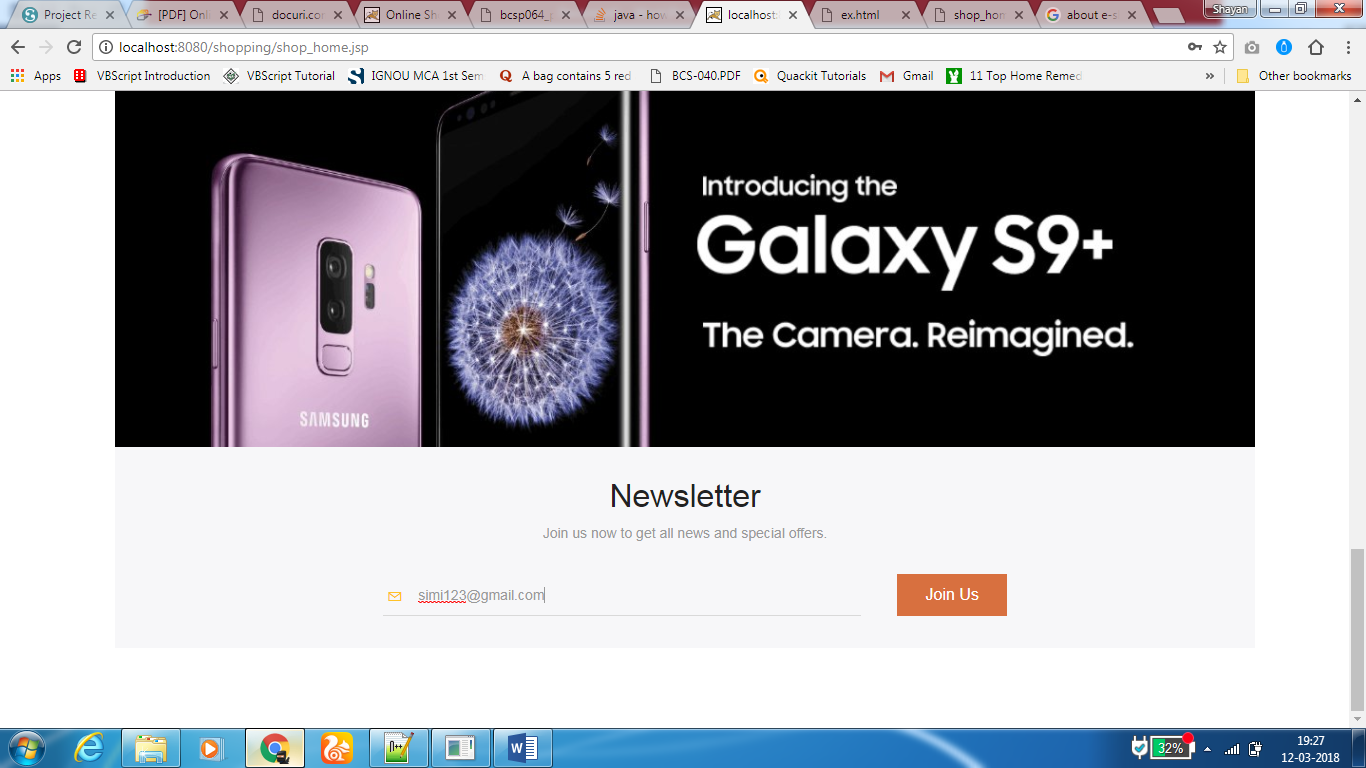 Project Re
[PDF] Onli
docuri.com
Online Sh
bcsp064_
java - how
localhost:
ex.html
shop_hom
about e-s
Shayan
localhost:8080/shopping/shop_home.jsp
Apps
VBScript Introduction
VBScript Tutorial
IGNOU MCA 1st Sem
A bag contains 5 red
BCS-040.PDF
Quackit Tutorials
Gmail
11 Top Home Remed
»
Other bookmarks
Introducing the
Galaxy S9+
The Camera. Reimagined.
SAMSUNG
Newsletter
Join us now to get all news and special offers.
simi123@gmail.com
Join Us
32%
19:27
12-03-2018